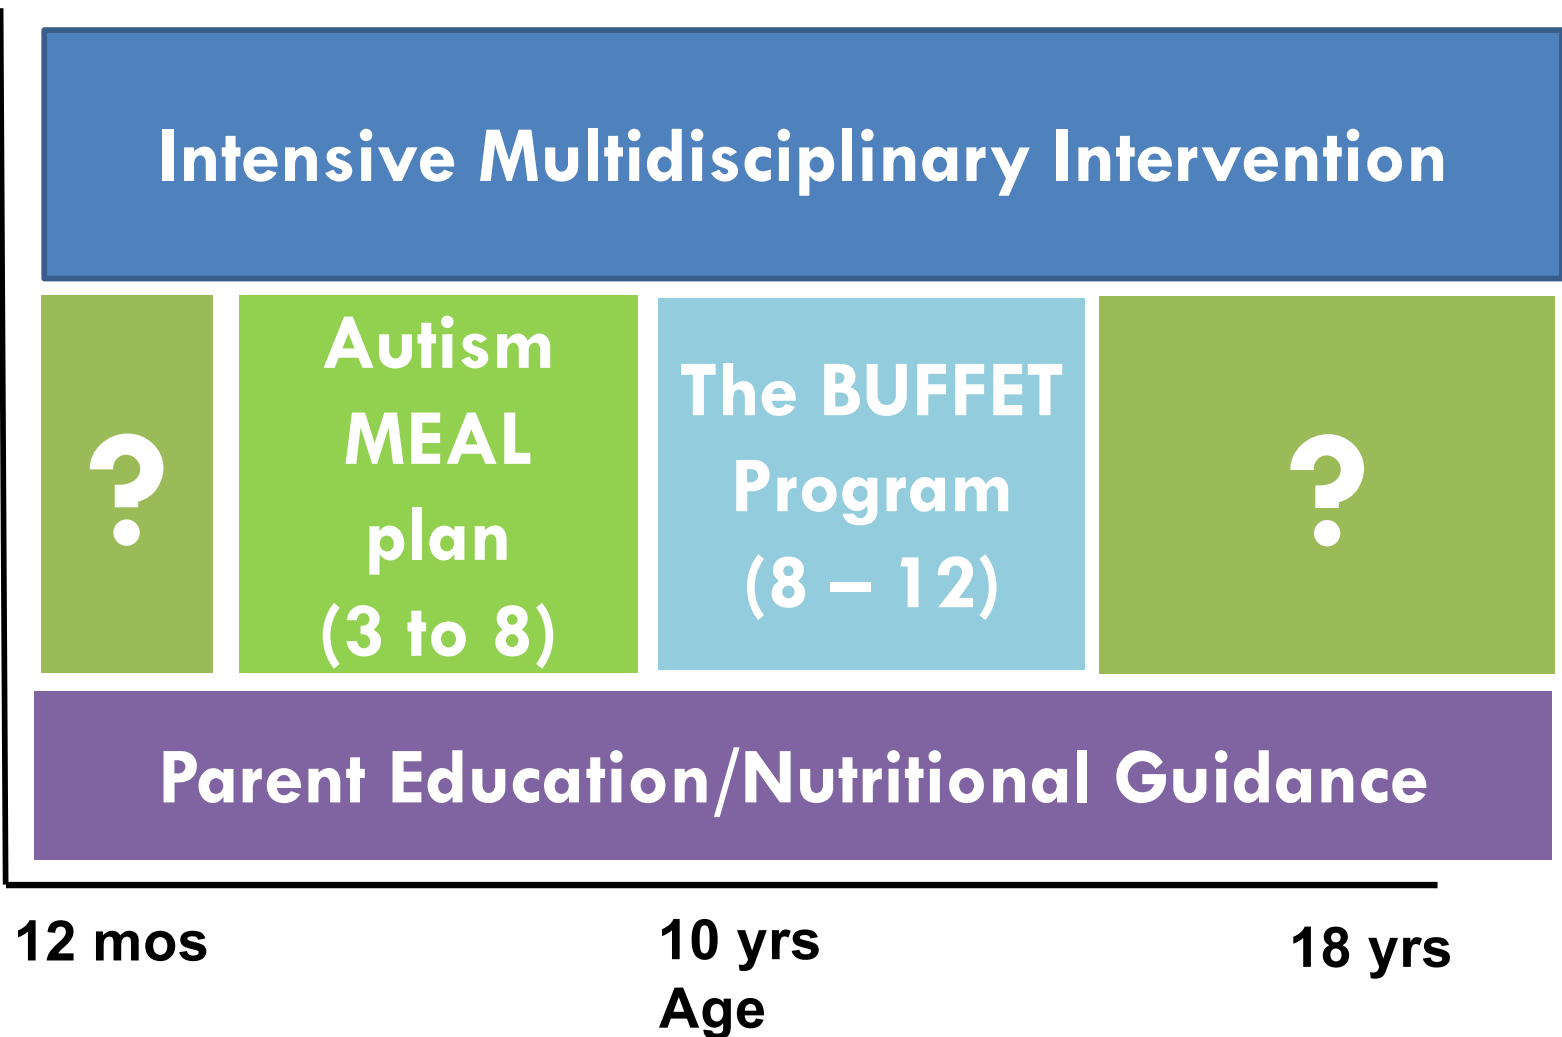 Intensive Multidisciplinary Intervention
?
Autism
MEAL
plan
(3 to 8)
The BUFFET
Program
(8 – 12)
?
Parent Education/Nutritional Guidance
12 mos
10 yrs
18 yrs
Age